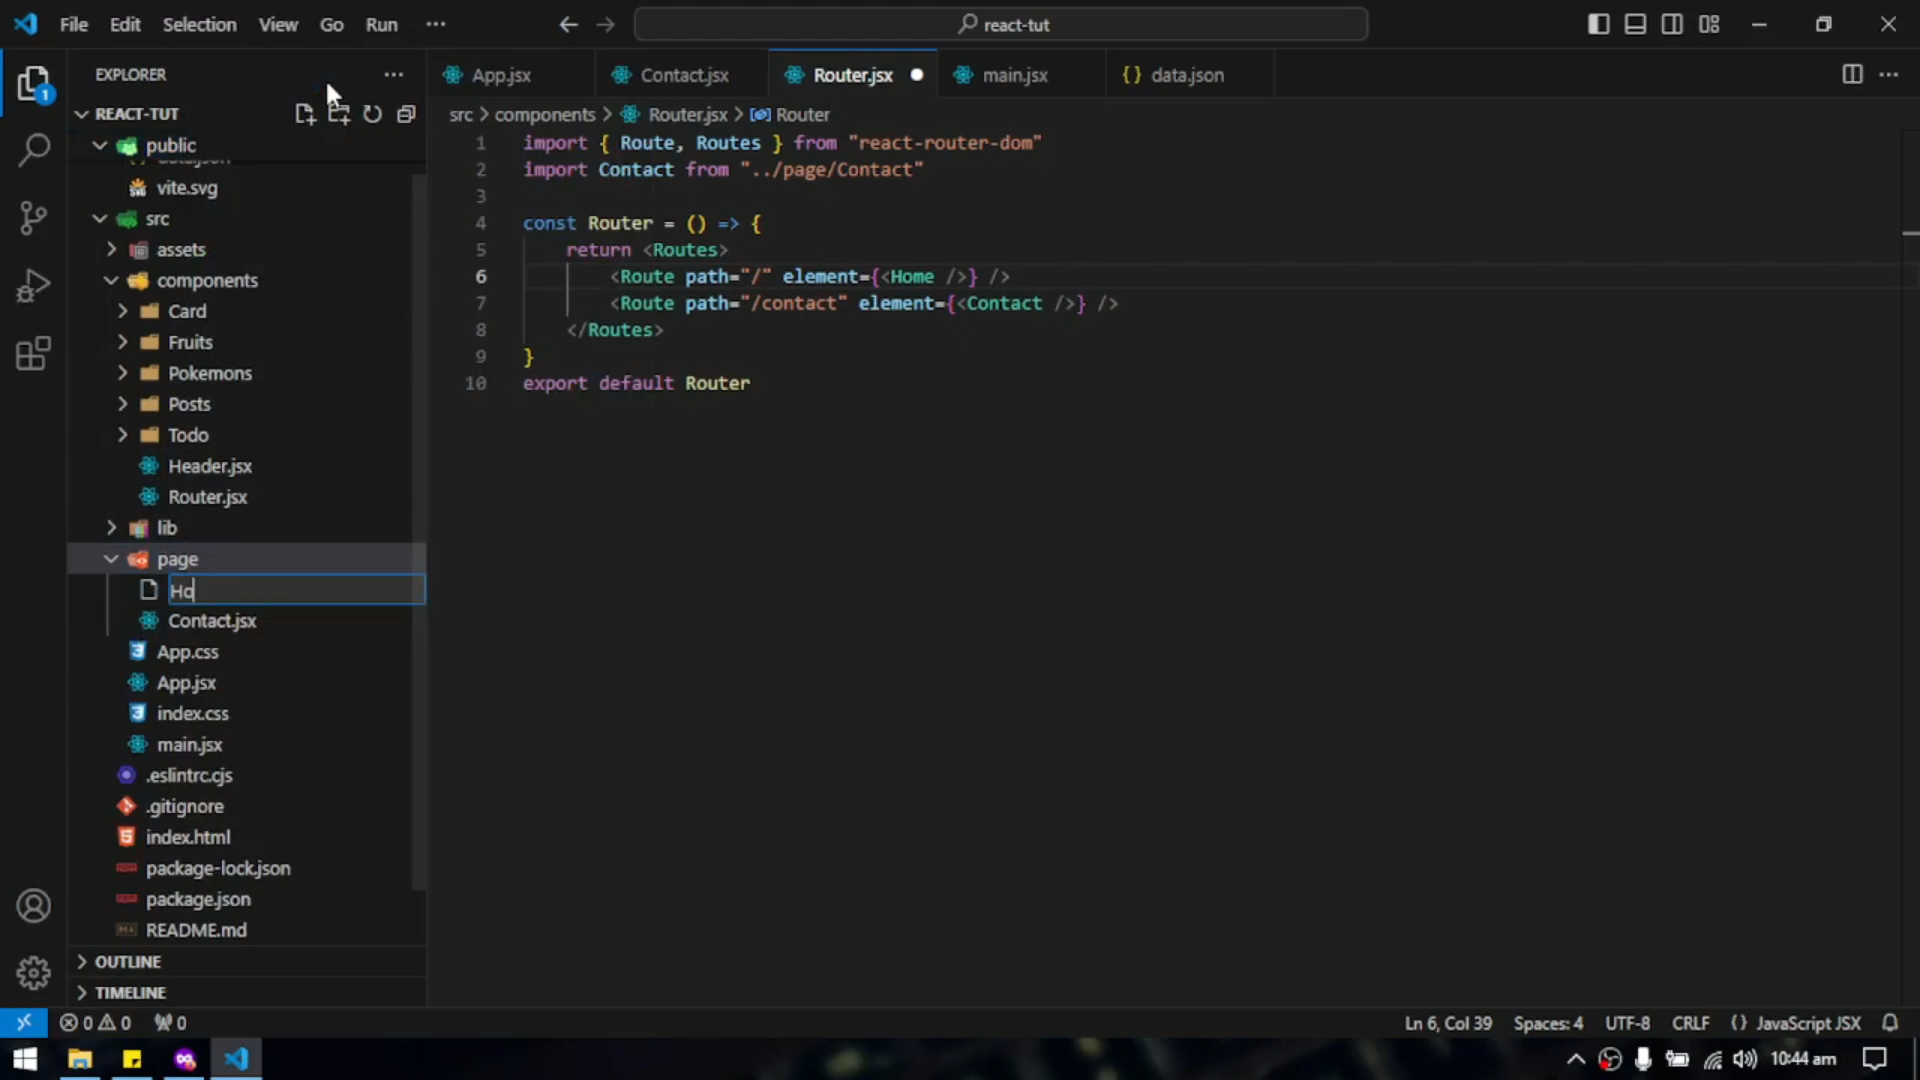 File Edit Selection View Go Run ··· react-tut
EXPLORER ···
REACT-TUT
public
data.json
vite.svg
src
assets
components
Card
Fruits
Pokemons
Posts
Todo
Header.jsx
Router.jsx
lib
page
Ho
Contact.jsx
App.css
App.jsx
index.css
main.jsx
.eslintrc.cjs
.gitignore
index.html
package-lock.json
package.json
README.md
OUTLINE
TIMELINE
App.jsx Contact.jsx Router.jsx main.jsx {} data.json
src > components > Router.jsx > Router
1 import { Route, Routes } from "react-router-dom"
2 import Contact from "../page/Contact"
3
4 const Router = () => {
5 return <Routes>
6 <Route path="/" element={<Home />} />
7 <Route path="/contact" element={<Contact />} />
8 </Routes>
9 }
10 export default Router
0 0 0 Ln 6, Col 39 Spaces: 4 UTF-8 CRLF {} JavaScript JSX
10:44 am
1